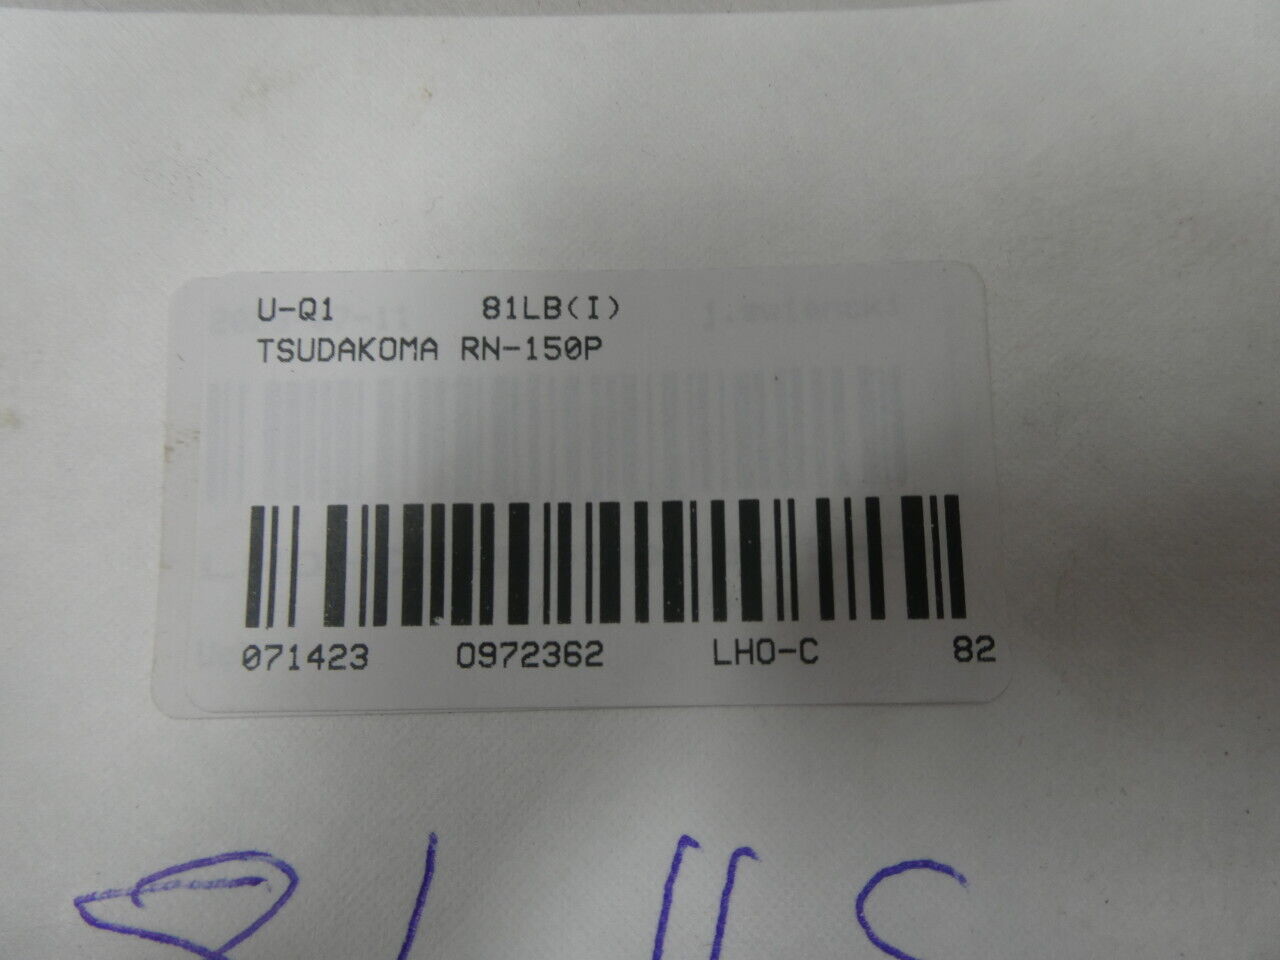 U-Q1 81LB(I)
TSUDAKOMA RN-150P
071423 0972362 LHO-C 82